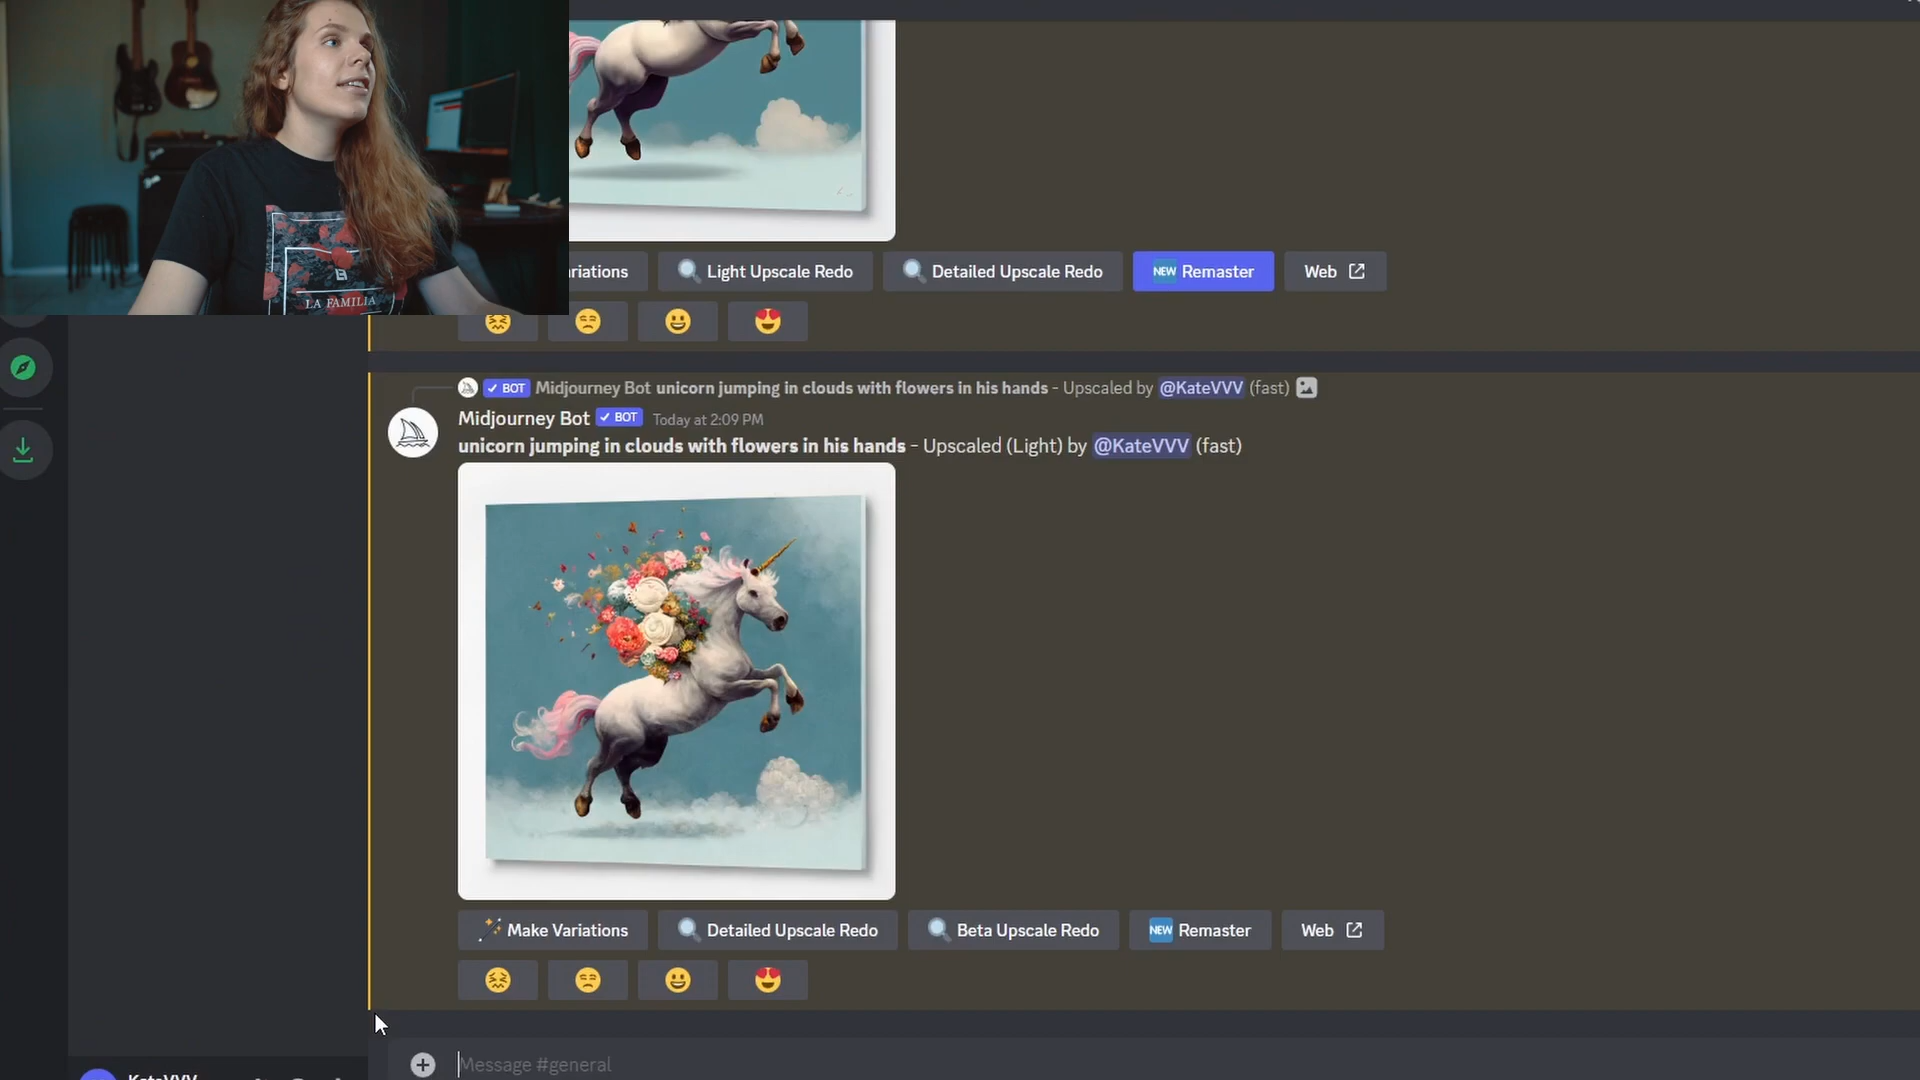 LA FAMILIA
ariations
Light Upscale Redo
Detailed Upscale Redo
NEW Remaster
Web
✓ BOT Midjourney Bot unicorn jumping in clouds with flowers in his hands - Upscaled by @KateVVV (fast)
Midjourney Bot ✓ BOT Today at 2:09 PM
unicorn jumping in clouds with flowers in his hands - Upscaled (Light) by @KateVVV (fast)
Make Variations
Detailed Upscale Redo
Beta Upscale Redo
NEW Remaster
Web
Message #general
KateVVV